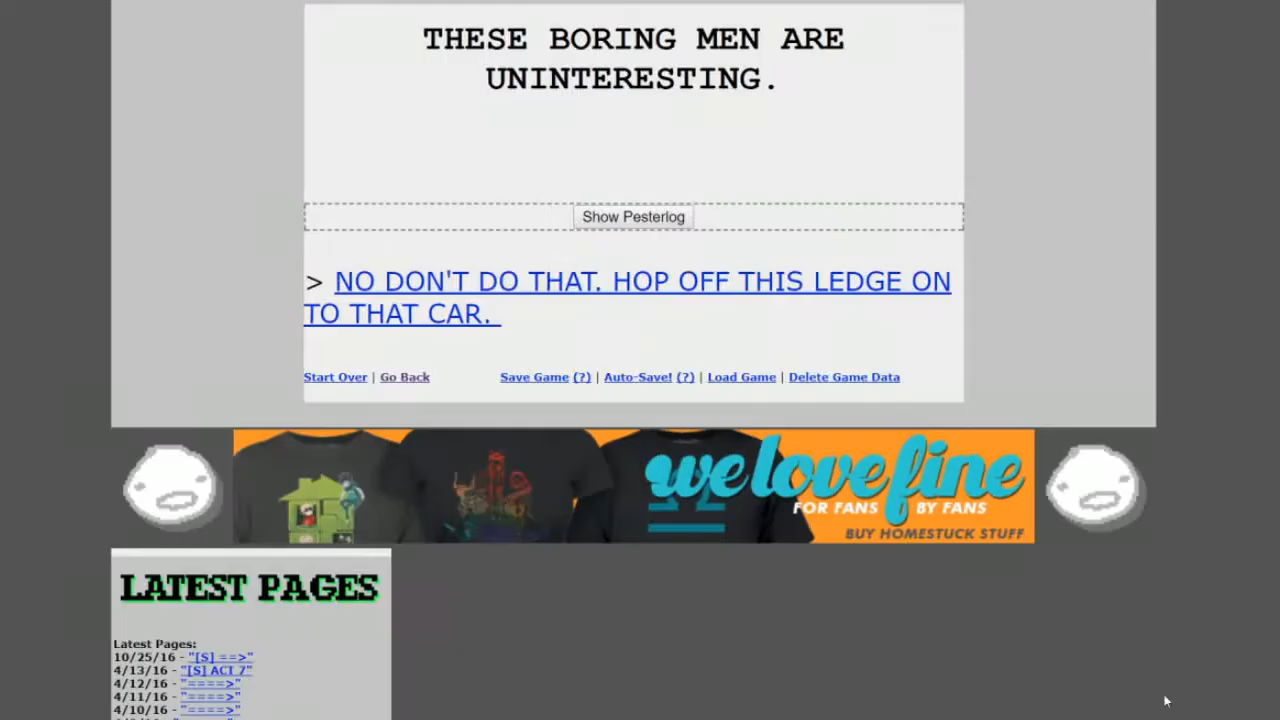 THESE BORING MEN ARE
UNINTERESTING.
Show Pesterlog
> NO DON'T DO THAT. HOP OFF THIS LEDGE ON
TO THAT CAR.
Start Over | Go Back Save Game (?) | Auto-Save! (?) | Load Game | Delete Game Data
welovefine
FOR FANS BY FANS
BUY HOMESTUCK STUFF
LATEST PAGES
Latest Pages:
10/25/16 - "[S] ==>"
4/13/16 - "[S] ACT 7"
4/12/16 - "====>"
4/11/16 - "====>"
4/10/16 - "====>"